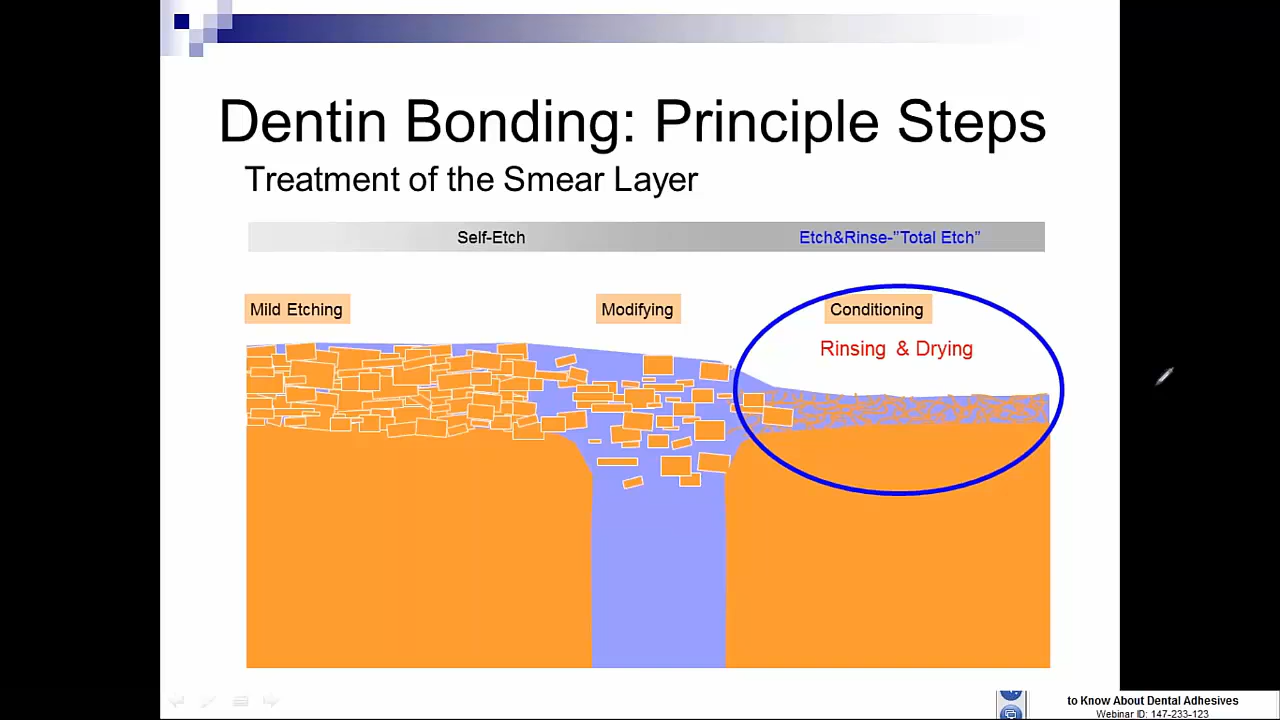 Dentin Bonding: Principle Steps
Treatment of the Smear Layer
Self-Etch
Etch&Rinse-"Total Etch”
Mild Etching
Modifying
Conditioning
Rinsing & Drying
to Know About Dental Adhesives
Webinar ID: 147-233-123